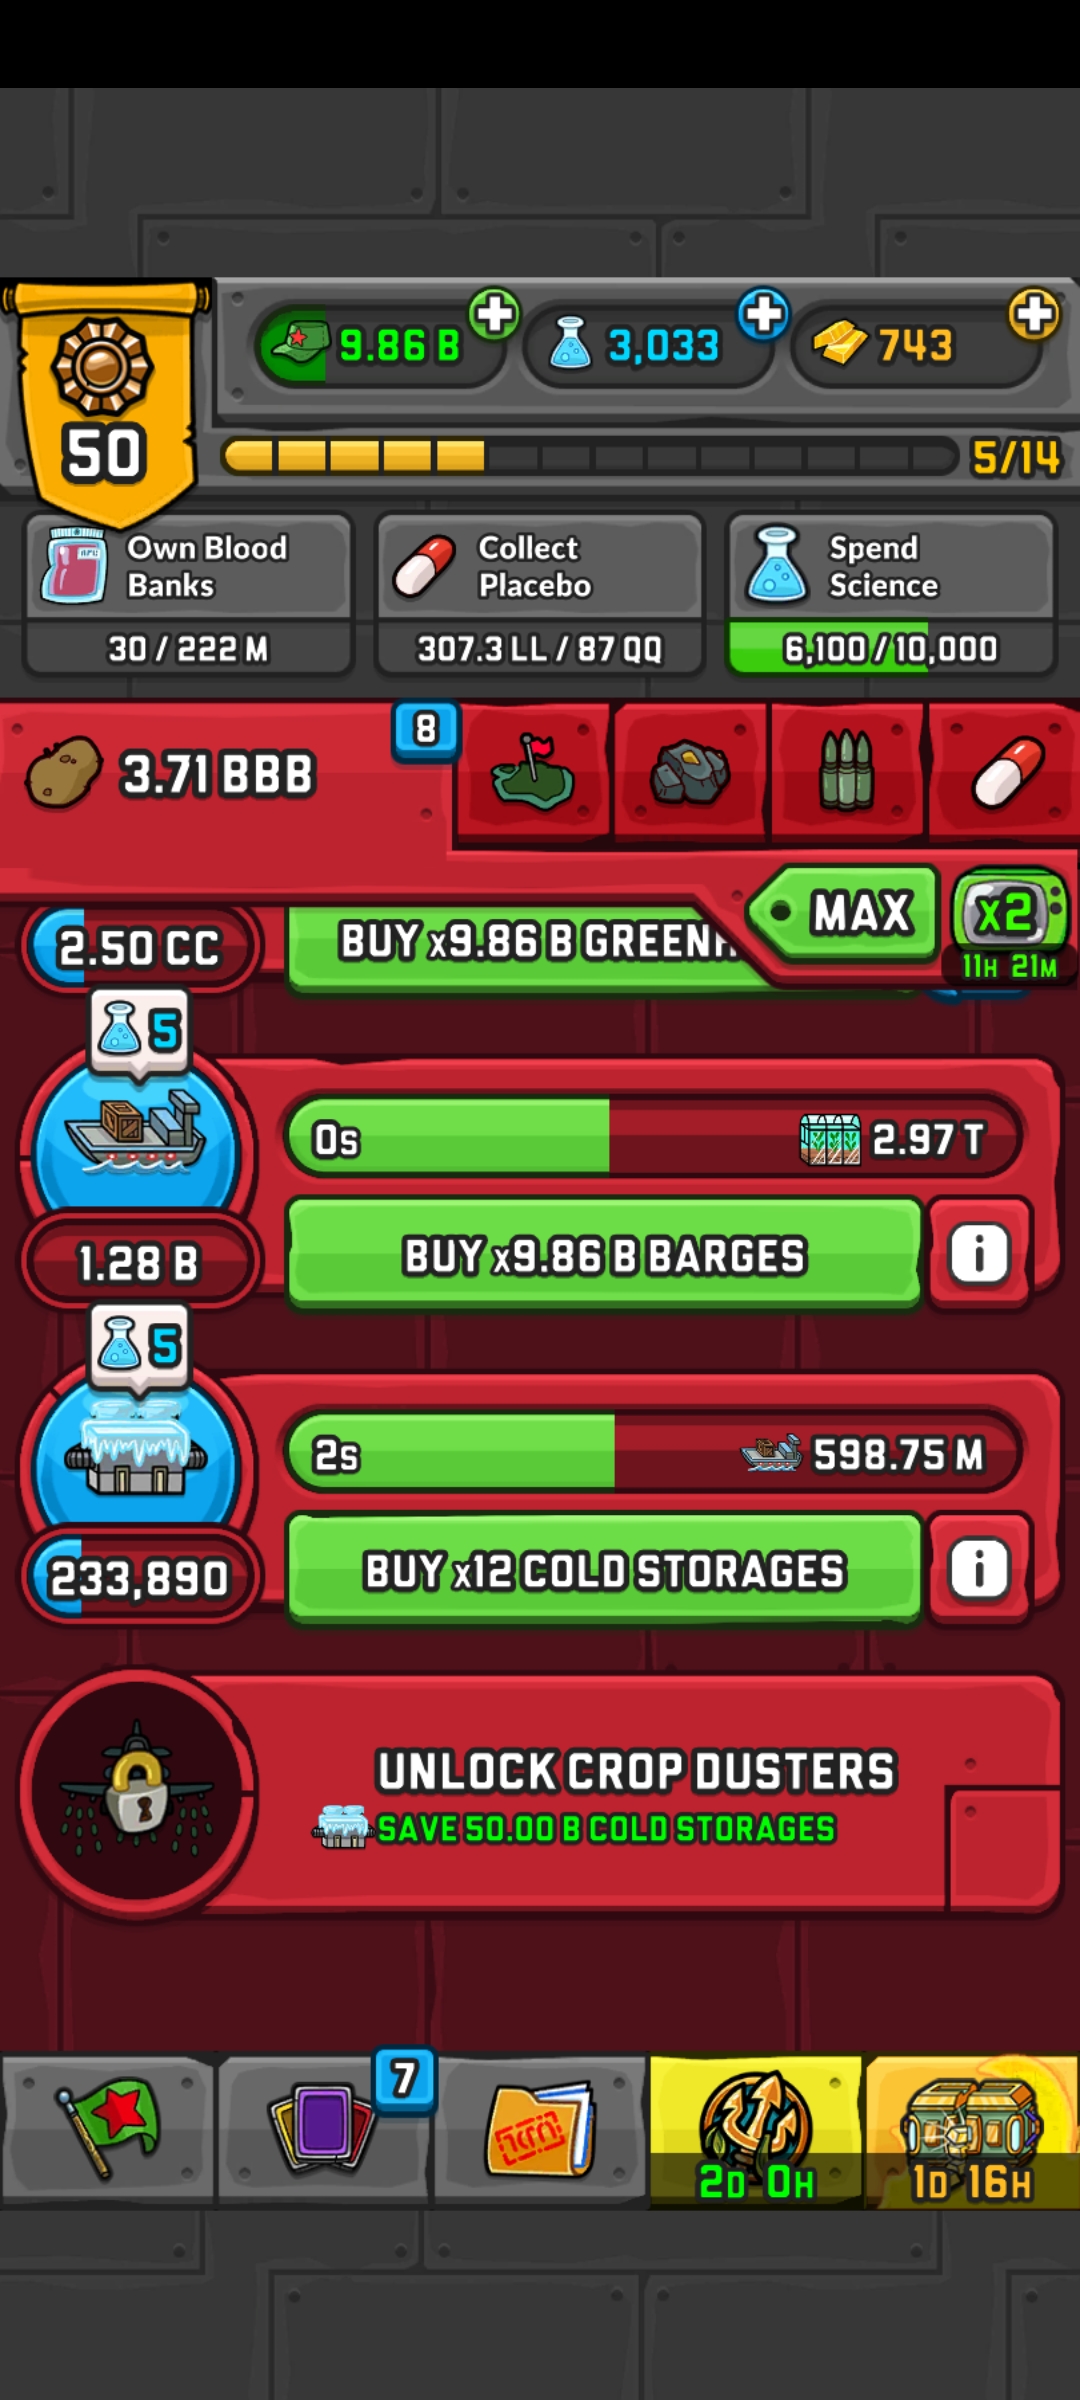 50
9.86 B
3,033
743
5/14
Own Blood
Banks
30 / 222 M
Collect
Placebo
307.3 LL / 87 QQ
Spend
Science
6,100 / 10,000
3.71 BBB
8
MAX
x2
11H 21M
2.50 CC
BUY x9.86 B GREENH
5
0s
2.97 T
1.28 B
BUY x9.86 B BARGES
i
5
2s
598.75 M
233,890
BUY x12 COLD STORAGES
i
UNLOCK CROP DUSTERS
SAVE 50.00 B COLD STORAGES
7
2D 0H
1D 16H